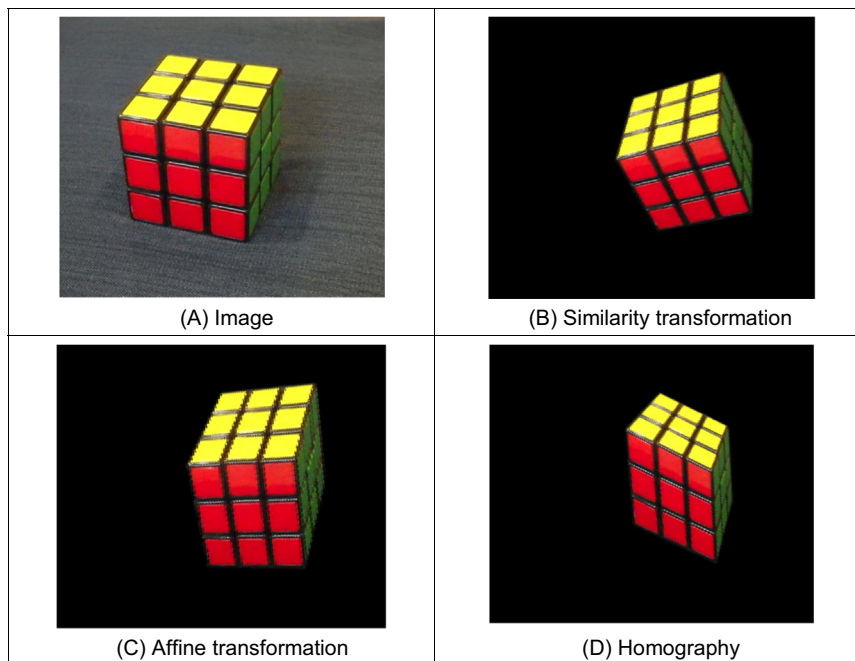 (A) Image
(B) Similarity transformation
(C) Affine transformation
(D) Homography